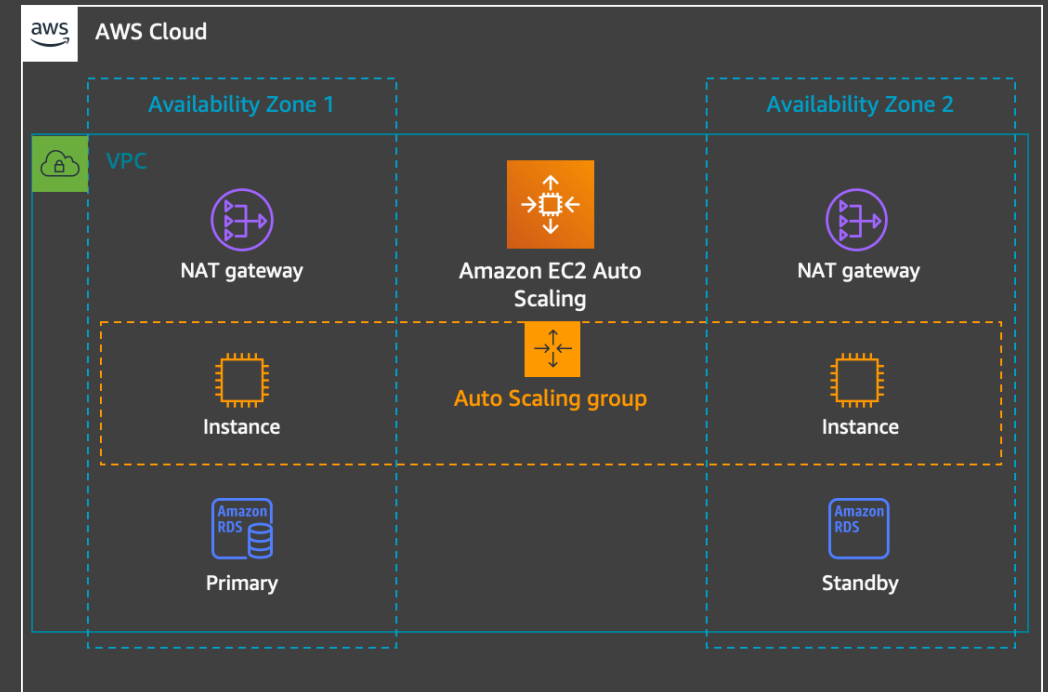 aws
AWS Cloud
Availability Zone 1
Availability Zone 2
VPC
NAT gateway
Amazon EC2 Auto
Scaling
NAT gateway
Instance
Auto Scaling group
Instance
Amazon
RDS
Primary
Amazon
RDS
Standby